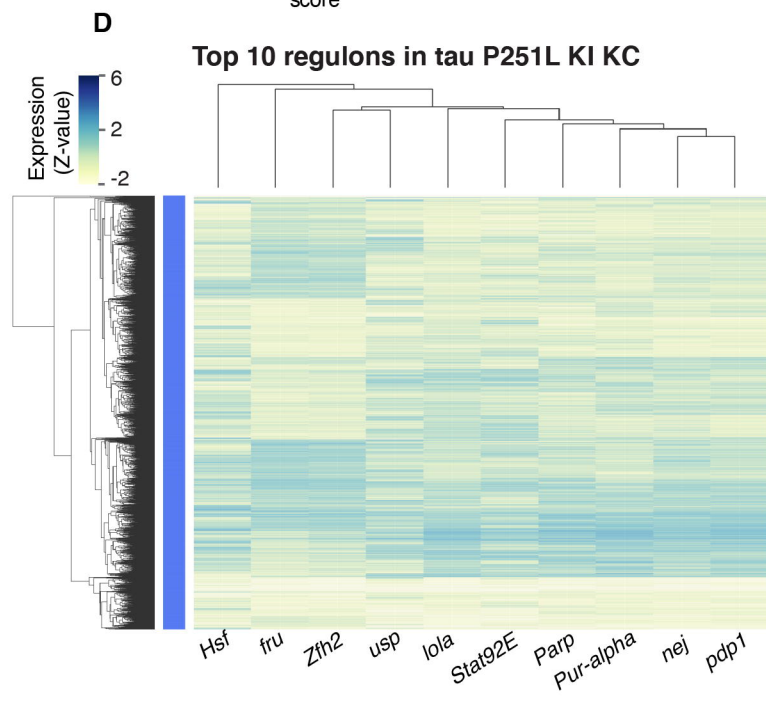 score
D
Top 10 regulons in tau P251L KI KC
Expression
(Z-value)
6
2
-2
Hsf
fru
Zfh2
usp
lola
Stat92E
Parp
Pur-alpha
nej
pdp1